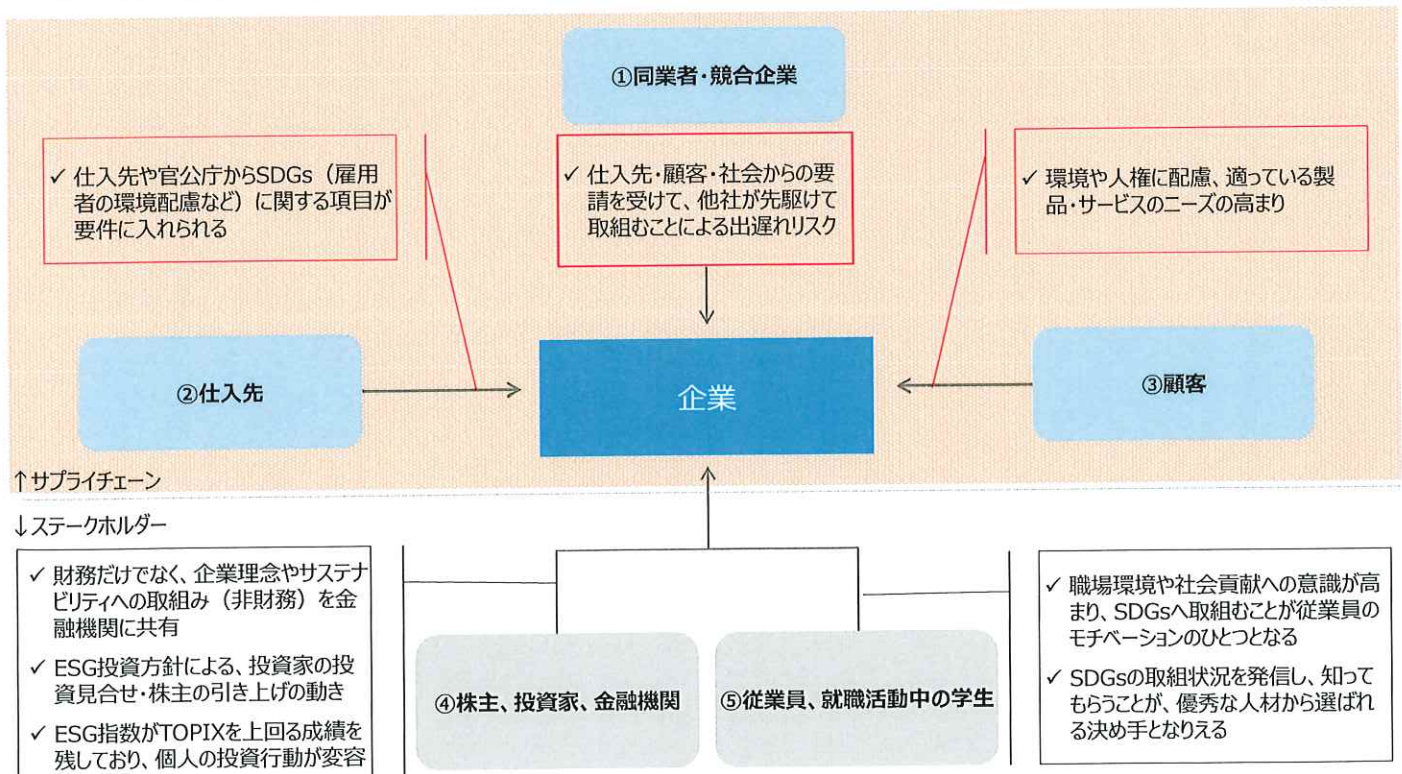 ①同業者・競合企業
✓ 仕入先や官公庁からSDGs（雇用
者の環境配慮など）に関する項目が
要件に入れられる
✓ 仕入先・顧客・社会からの要
請を受けて、他社が先駆けて
取組むことによる出遅れリスク
✓ 環境や人権に配慮、適っている製
品・サービスのニーズの高まり
②仕入先
企業
③顧客
↑サプライチェーン
↓ステークホルダー
✓ 財務だけでなく、企業理念やサステナ
ビリティへの取組み（非財務）を金
融機関に共有
✓ ESG投資方針による、投資家の投
資見合せ・株主の引き上げの動き
✓ ESG指数がTOPIXを上回る成績を
残しており、個人の投資行動が変容
④株主、投資家、金融機関
⑤従業員、就職活動中の学生
✓ 職場環境や社会貢献への意識が高
まり、SDGsへ取組むことが従業員の
モチベーションのひとつとなる
✓ SDGsの取組状況を発信し、知って
もらうことが、優秀な人材から選ばれ
る決め手となりえる